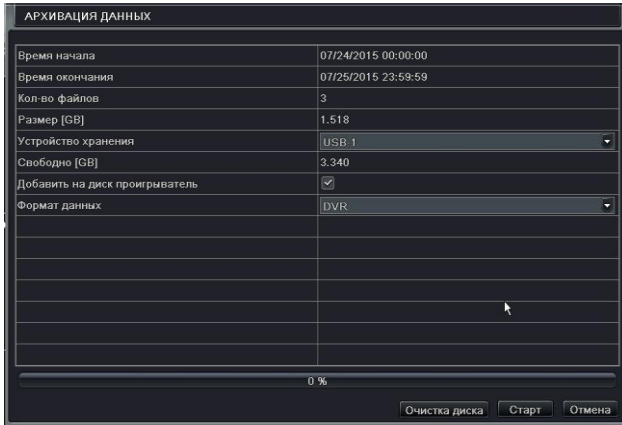 АРХИВАЦИЯ ДАННЫХ
Время начала 07/24/2015 00:00:00
Время окончания 07/25/2015 23:59:59
Кол-во файлов 3
Размер [GB] 1.518
Устройство хранения USB 1
Свободно [GB] 3.340
Добавить на диск проигрыватель
Формат данных DVR
0 %
Очистка диска Старт Отмена